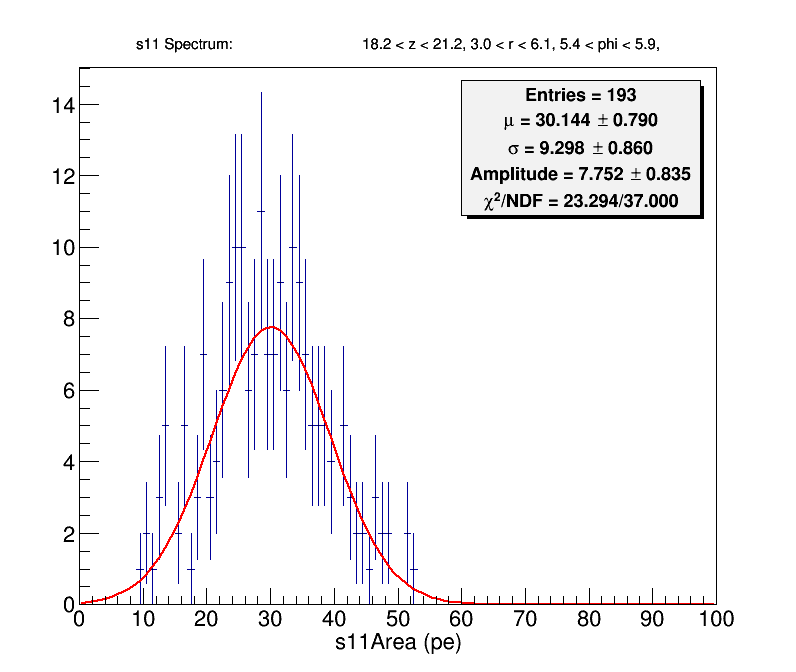 s11 Spectrum: 18.2 < z < 21.2, 3.0 < r < 6.1, 5.4 < phi < 5.9,
Entries = 193
μ = 30.144 ± 0.790
σ = 9.298 ± 0.860
Amplitude = 7.752 ± 0.835
χ²/NDF = 23.294/37.000
14
12
10
8
6
4
2
0
0 10 20 30 40 50 60 70 80 90 100
s11Area (pe)